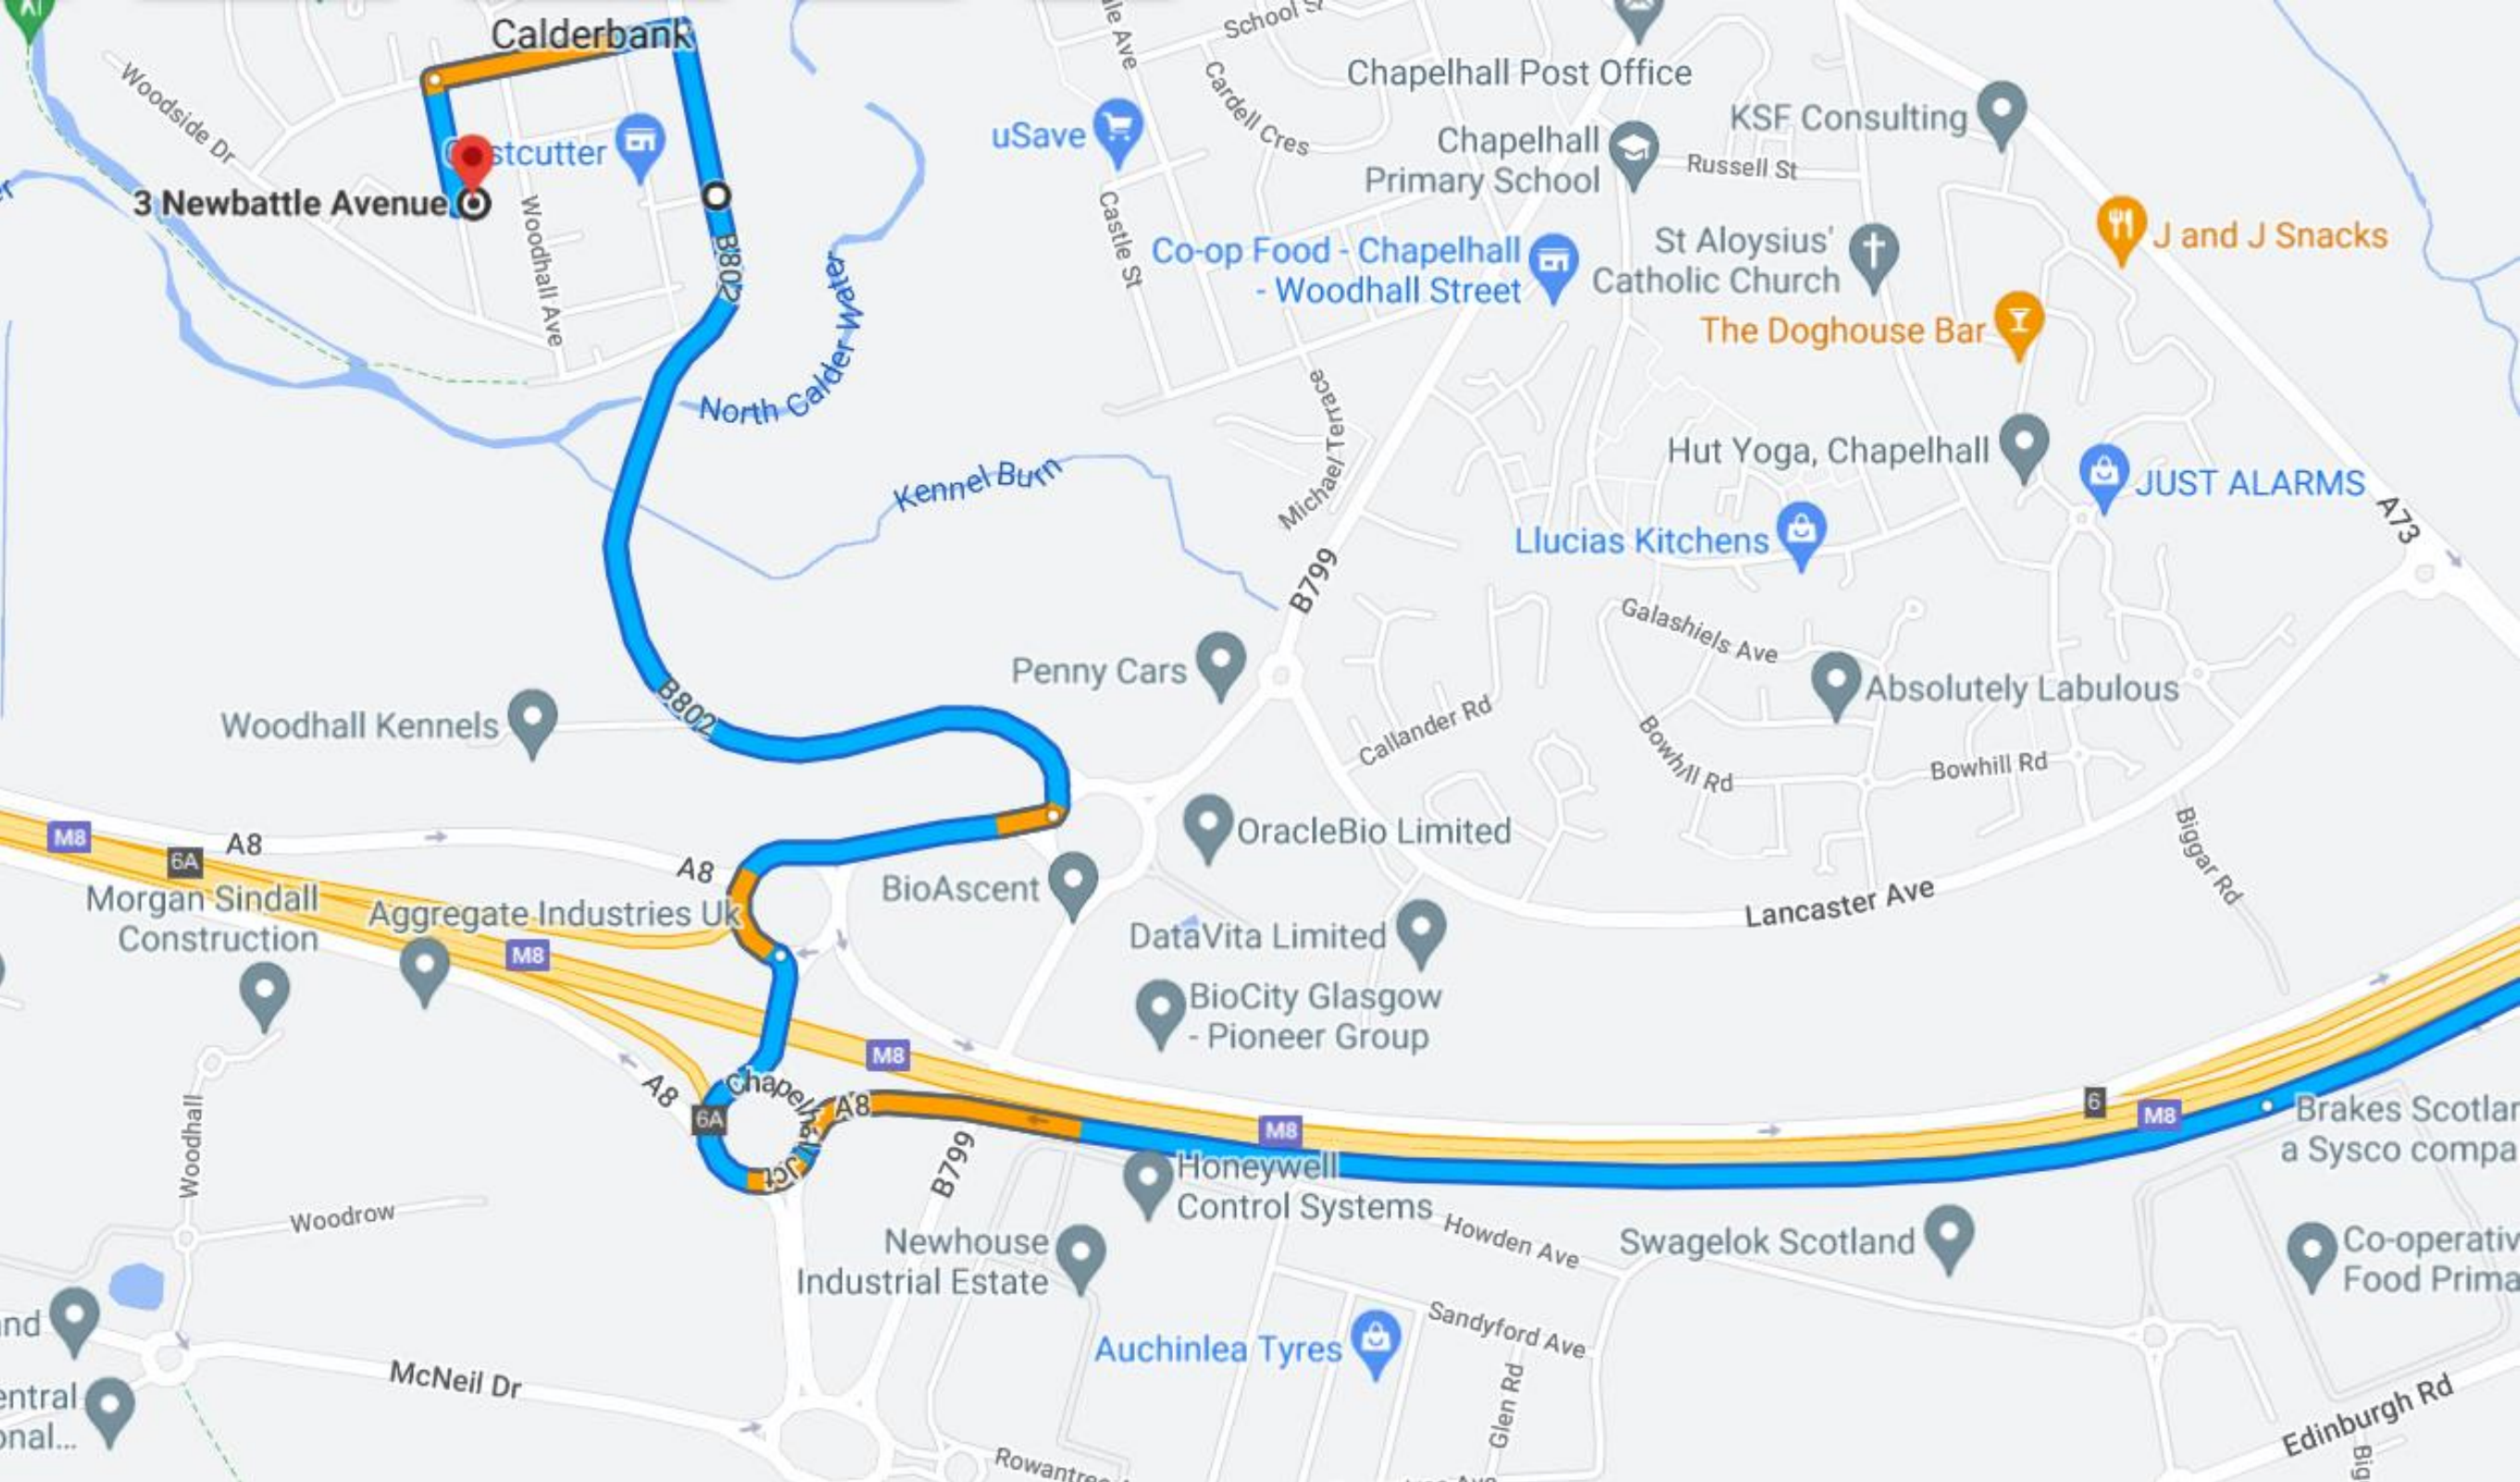 Calderbank
School St
Chapelhall Post Office
Woodside Dr
Cardell Cres
KSF Consulting
uSave
Chapelhall
Primary School
Russell St
3 Newbattle Avenue
Woodhall Ave
Castle St
B802
J and J Snacks
Co-op Food - Chapelhall
- Woodhall Street
St Aloysius'
Catholic Church
The Doghouse Bar
North Calder Water
Michael Terrace
Hut Yoga, Chapelhall
JUST ALARMS
Kennel Burn
A73
Llucias Kitchens
B799
Galashiels Ave
Penny Cars
Absolutely Labulous
B802
Woodhall Kennels
Callander Rd
Bowhill Rd
Bowhill Rd
M8
6A
A8
A8
OracleBio Limited
Biggar Rd
Morgan Sindall
Construction
Aggregate Industries Uk
BioAscent
Lancaster Ave
DataVita Limited
M8
BioCity Glasgow
- Pioneer Group
M8
A8
Chapelhall Jct
A8
6A
M8
6
M8
Brakes Scotlan
a Sysco compa
Woodhall
B799
Honeywell
Control Systems
Woodrow
Howden Ave
Swagelok Scotland
Newhouse
Industrial Estate
Co-operativ
Food Prima
nd
Sandyford Ave
Auchinlea Tyres
McNeil Dr
Glen Rd
entral
onal...
Edinburgh Rd
Big